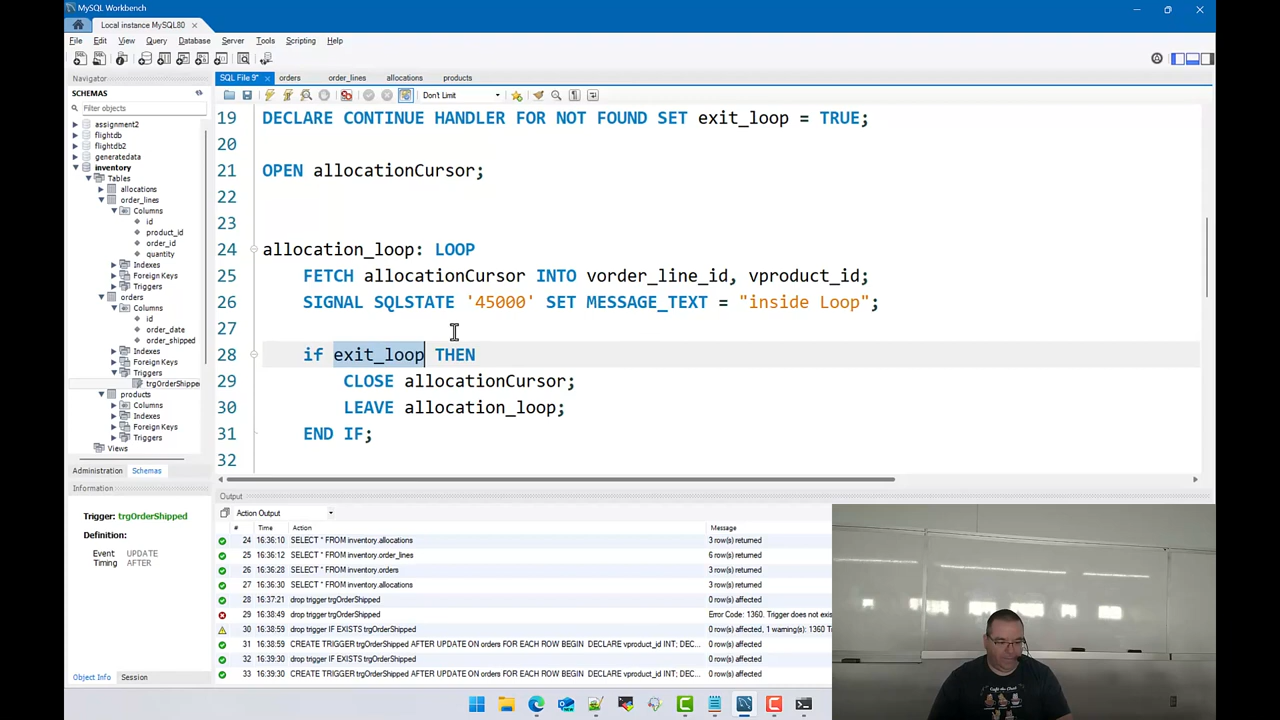 MySQL Workbench
Local instance MySQL80
File Edit View Query Database Server Tools Scripting Help
Navigator
SCHEMAS
Filter objects
assignment2
flightdb
flightdb2
generatedata
inventory
Tables
allocations
order_lines
Columns
id
product_id
order_id
quantity
Indexes
Foreign Keys
Triggers
orders
Columns
id
order_date
order_shipped
Indexes
Foreign Keys
Triggers
trgOrderShipped
products
Columns
Indexes
Foreign Keys
Triggers
Views
Administration Schemas
Information
Trigger: trgOrderShipped
Definition:
Event UPDATE
Timing AFTER
Object Info Session
SQL File 9* orders order_lines allocations products
Don't Limit
19 DECLARE CONTINUE HANDLER FOR NOT FOUND SET exit_loop = TRUE;
20
21 OPEN allocationCursor;
22
23
24 allocation_loop: LOOP
25 FETCH allocationCursor INTO vorder_line_id, vproduct_id;
26 SIGNAL SQLSTATE '45000' SET MESSAGE_TEXT = "inside Loop";
27
28 if exit_loop THEN
29 CLOSE allocationCursor;
30 LEAVE allocation_loop;
31 END IF;
32
Output
Action Output
# Time Action Message
24 16:36:10 SELECT * FROM inventory.allocations 3 row(s) returned
25 16:36:12 SELECT * FROM inventory.order_lines 6 row(s) returned
26 16:36:28 SELECT * FROM inventory.orders 3 row(s) returned
27 16:36:30 SELECT * FROM inventory.allocations 3 row(s) returned
28 16:37:21 drop trigger trgOrderShipped 0 row(s) affected
29 16:38:49 drop trigger trgOrderShipped Error Code: 1360. Trigger does not exis
30 16:38:59 drop trigger IF EXISTS trgOrderShipped 0 row(s) affected, 1 warning(s): 1360 T
31 16:38:59 CREATE TRIGGER trgOrderShipped AFTER UPDATE ON orders FOR EACH ROW BEGIN DECLARE vproduct_id INT; DEC... 0 row(s) affected
32 16:39:30 drop trigger IF EXISTS trgOrderShipped 0 row(s) affected
33 16:39:30 CREATE TRIGGER trgOrderShipped AFTER UPDATE ON orders FOR EACH ROW BEGIN DECLARE vproduct_id INT; DEC... 0 row(s) affected